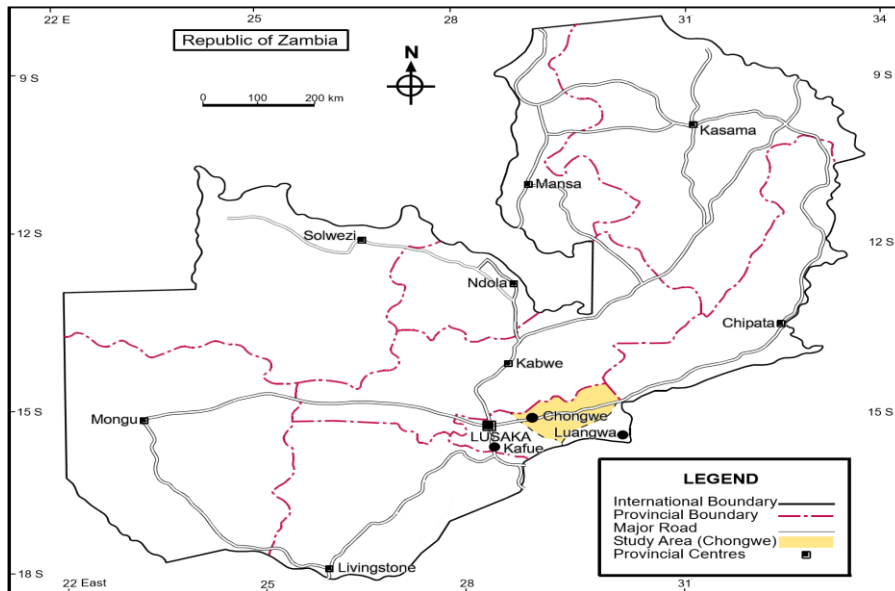 22 E 25 28 31 34
Republic of Zambia
N
9 S 9 S
0 100 200 km
Kasama
Mansa
12 S 12 S
Solwezi
Ndola
Chipata
Kabwe
15 S 15 S
Mongu
Chongwe
LUSAKA
Luangwa
Kafue
LEGEND
International Boundary
Provincial Boundary
Major Road
Study Area (Chongwe)
Provincial Centres
Livingstone
18 S
22 East 25 28 31